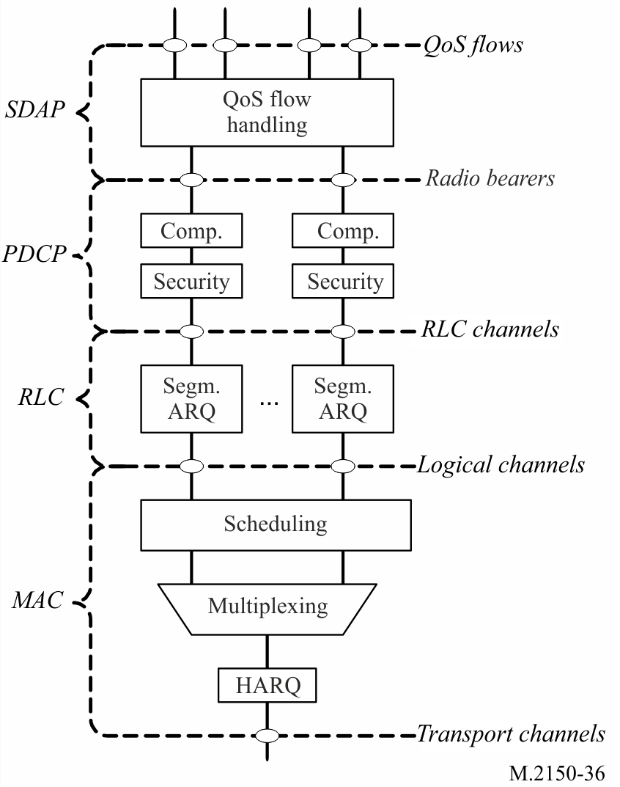 QoS flows
SDAP
QoS flow
handling
Radio bearers
PDCP
Comp.
Comp.
Security
Security
RLC channels
RLC
Segm.
ARQ
...
Segm.
ARQ
Logical channels
Scheduling
MAC
Multiplexing
HARQ
Transport channels
M.2150-36